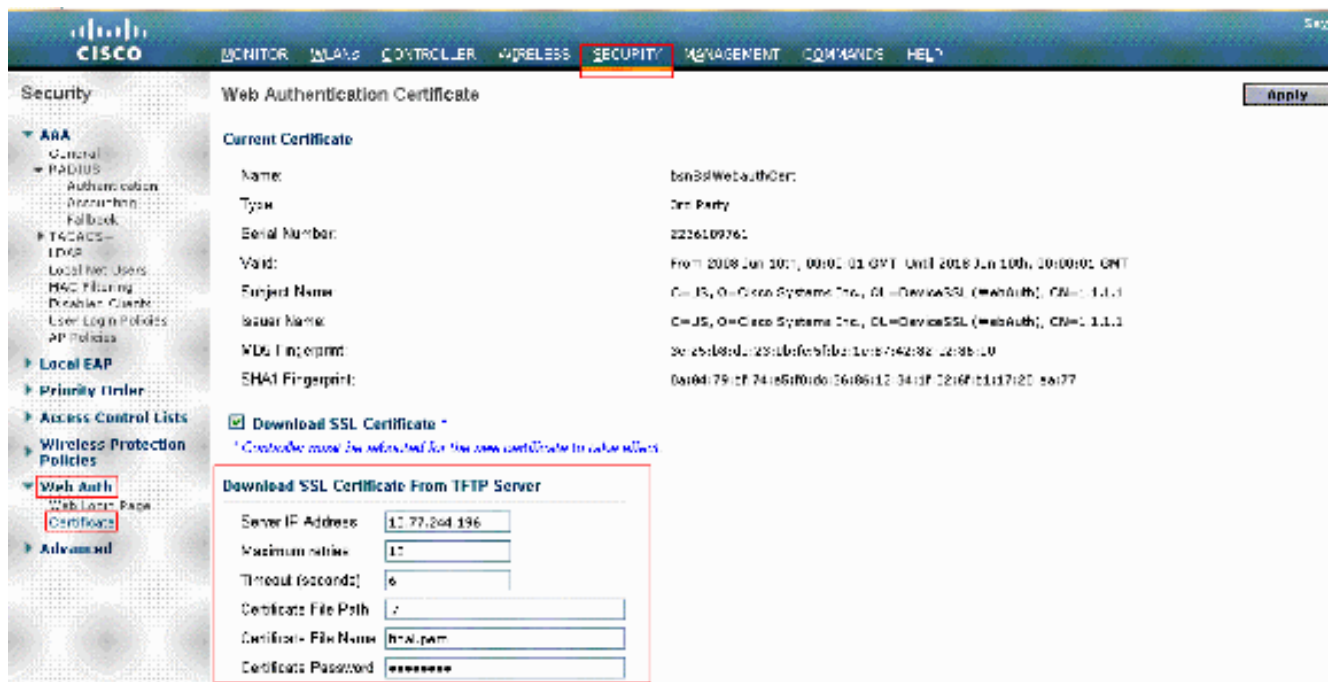 CISCO
MONITOR WLANs CONTROLLER WIRELESS SECURITY MANAGEMENT COMMANDS HELP
Security
Web Authentication Certificate
Apply
AAA
General
RADIUS
Authentication
Accounting
Fallback
TACACS+
LDAP
Local Net Users
MAC Filtering
Disabled Clients
User Login Policies
AP Policies
Local EAP
Priority Order
Access Control Lists
Wireless Protection
Policies
Web Auth
Web Login Page
Certificate
Advanced
Current Certificate
Name: bsnSslWebauthCert
Type: 3rd Party
Serial Number: 2236109761
Valid: From 2008 Jun 10th, 00:00:01 GMT Until 2018 Jun 10th, 00:00:01 GMT
Subject Name: C=US, O=Cisco Systems Inc., OU=DeviceSSL (WebAuth), CN=1.1.1.1
Issuer Name: C=US, O=Cisco Systems Inc., OU=DeviceSSL (WebAuth), CN=1.1.1.1
MD5 Fingerprint:
SHA1 Fingerprint:
Download SSL Certificate *
* Controller must be rebooted for the new certificate to take effect
Download SSL Certificate From TFTP Server
Server IP Address 10.77.244.196
Maximum retries 10
Timeout (seconds) 6
Certificate File Path /
Certificate File Name final.pem
Certificate Password ••••••••